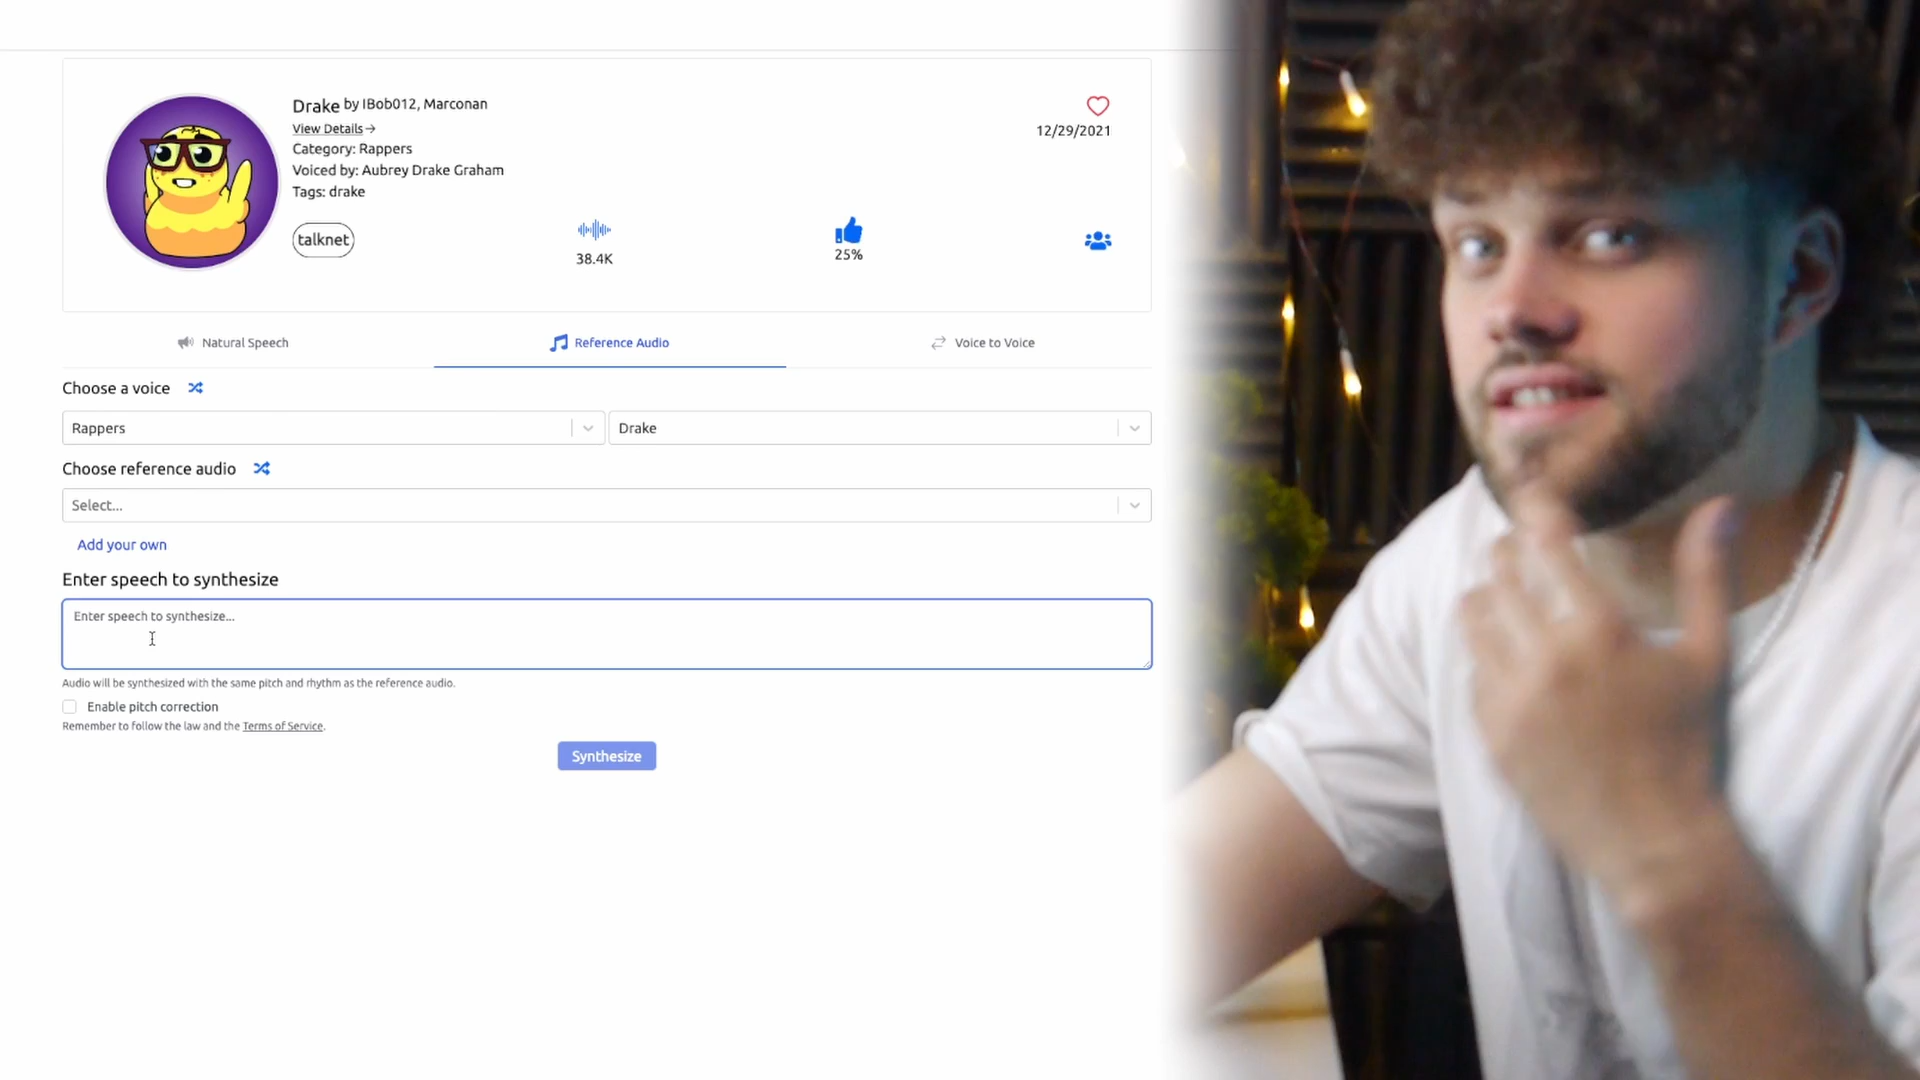 Drake by IBob012, Marconan
View Details→
12/29/2021
Category: Rappers
Voiced by: Aubrey Drake Graham
Tags: drake
talknet
38.4K
25%
Natural Speech
Reference Audio
Voice to Voice
Choose a voice
Rappers
Drake
Choose reference audio
Select...
Add your own
Enter speech to synthesize
Enter speech to synthesize...
Audio will be synthesized with the same pitch and rhythm as the reference audio.
Enable pitch correction
Remember to follow the law and the Terms of Service.
Synthesize